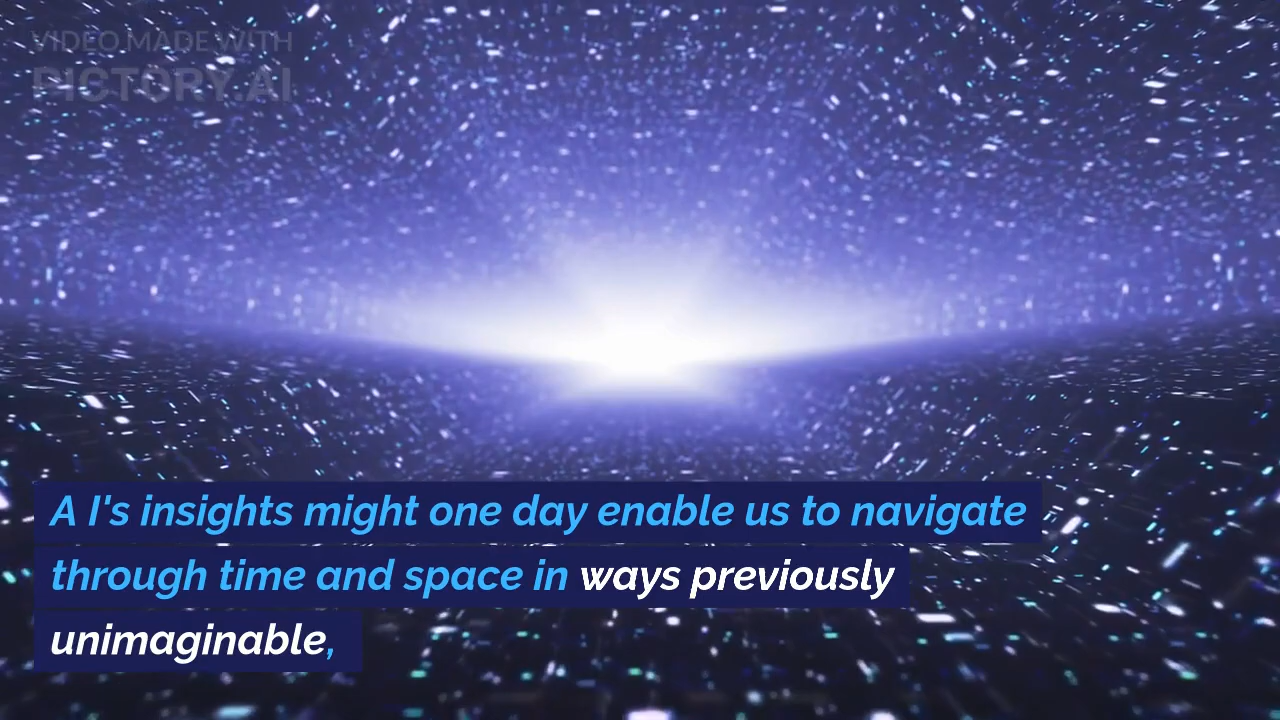 VIDEO MADE WITH
PICTORY.AI
A I's insights might one day enable us to navigate
through time and space in ways previously
unimaginable,